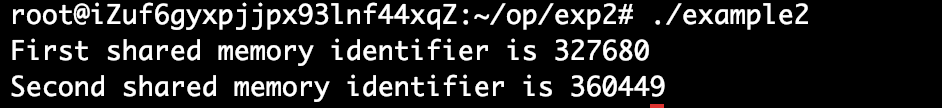 root@iZuf6gyxpjjpx93lnf44xqZ:~/op/exp2# ./example2
First shared memory identifier is 327680
Second shared memory identifier is 360449